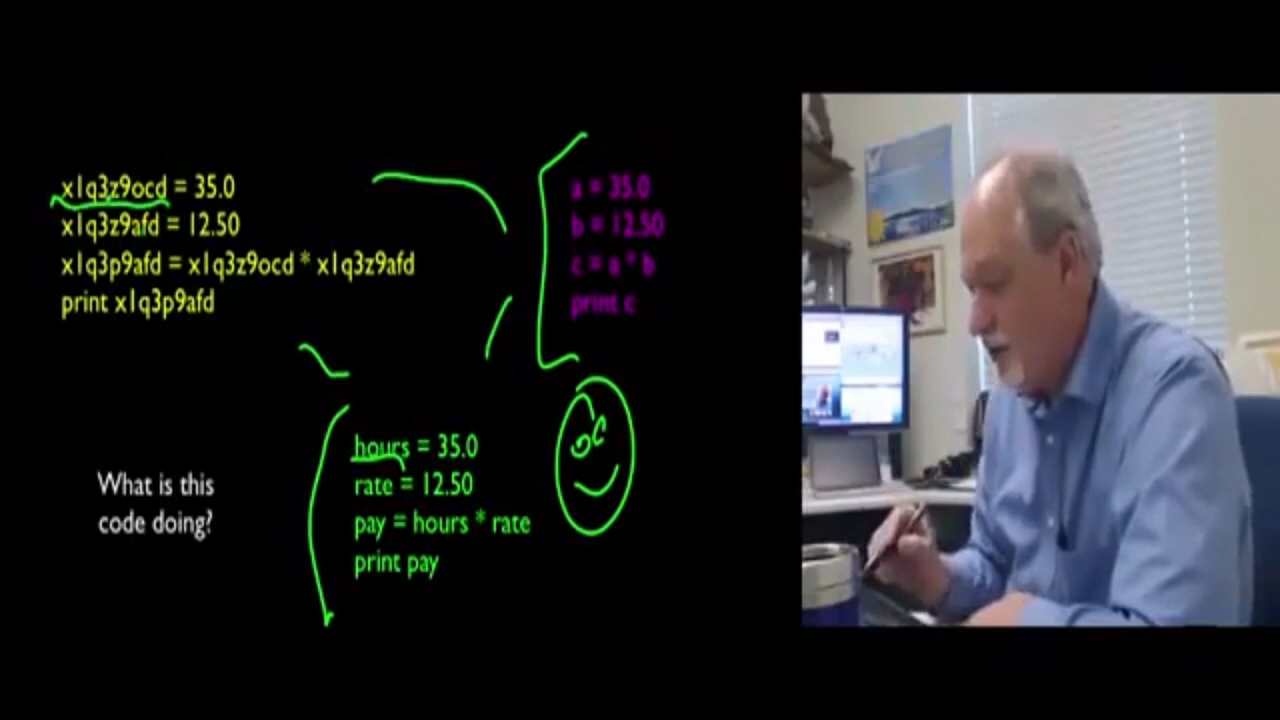 x1q3z9ocd = 35.0
x1q3z9afd = 12.50
x1q3p9afd = x1q3z9ocd * x1q3z9afd
print x1q3p9afd
a = 35.0
b = 12.50
c = a * b
print c
hours = 35.0
rate = 12.50
pay = hours * rate
print pay
What is this
code doing?